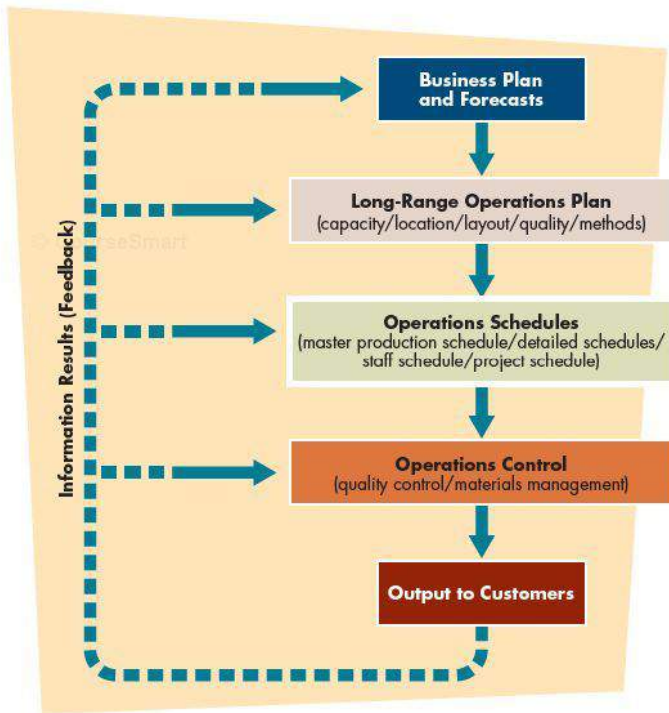 Business Plan
and Forecasts
Long-Range Operations Plan
(capacity/location/layout/quality/methods)
Information Results (Feedback)
© CourseSmart
Operations Schedules
(master production schedule/detailed schedules/
staff schedule/project schedule)
Operations Control
(quality control/materials management)
Output to Customers